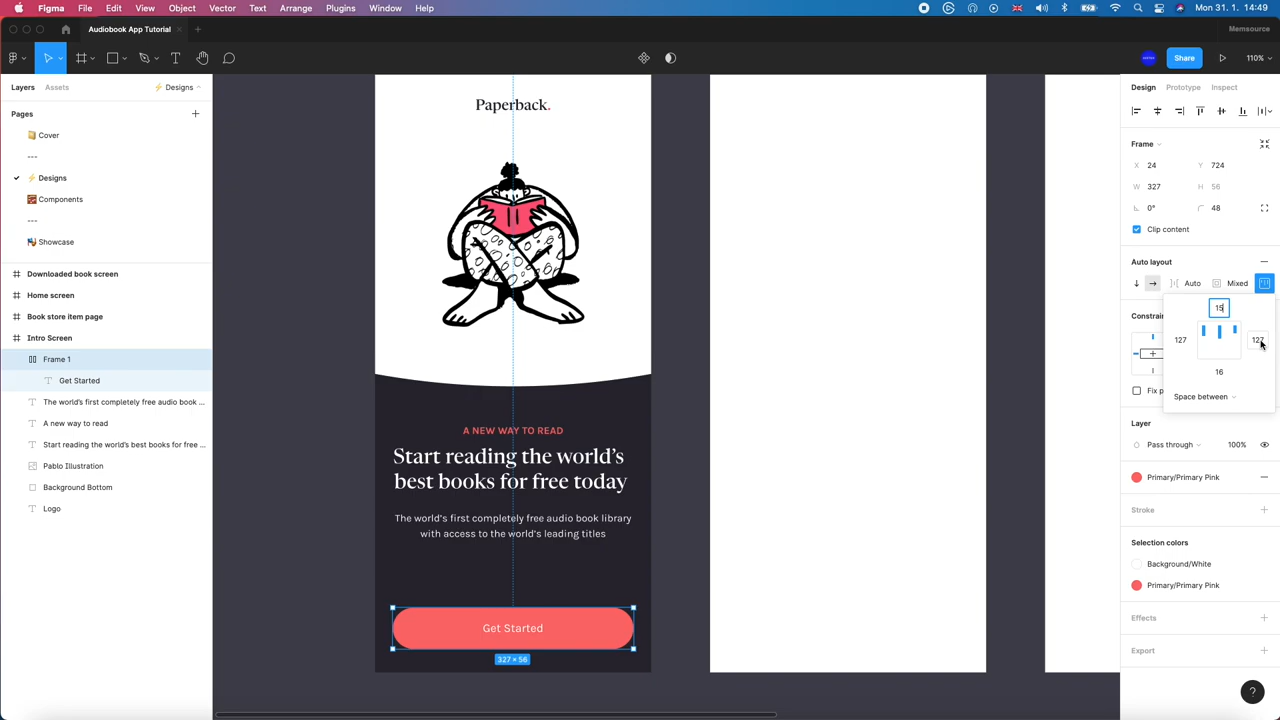 Figma File Edit View Object Vector Text Arrange Plugins Window Help
Audiobook App Tutorial
Memsource
Share 110%
Layers Assets ⚡ Designs
Pages
Cover
---
✓ ⚡ Designs
Components
---
Showcase
Downloaded book screen
Home screen
Book store item page
Intro Screen
Frame 1
Get Started
The world's first completely free audio book ...
A new way to read
Start reading the world's best books for free ...
Pablo Illustration
Background Bottom
Logo
Paperback.
A NEW WAY TO READ
Start reading the world's
best books for free today
The world's first completely free audio book library
with access to the world's leading titles
Get Started
327 × 56
Design Prototype Inspect
Frame
X 24 Y 724
W 327 H 56
0° 48
Clip content
Auto layout
Auto Mixed
15
Constrai
127 127
16
Fix p
Space between
Layer
Pass through 100%
Primary/Primary Pink
Stroke
Selection colors
Background/White
Primary/Primary Pink
Effects
Export
?